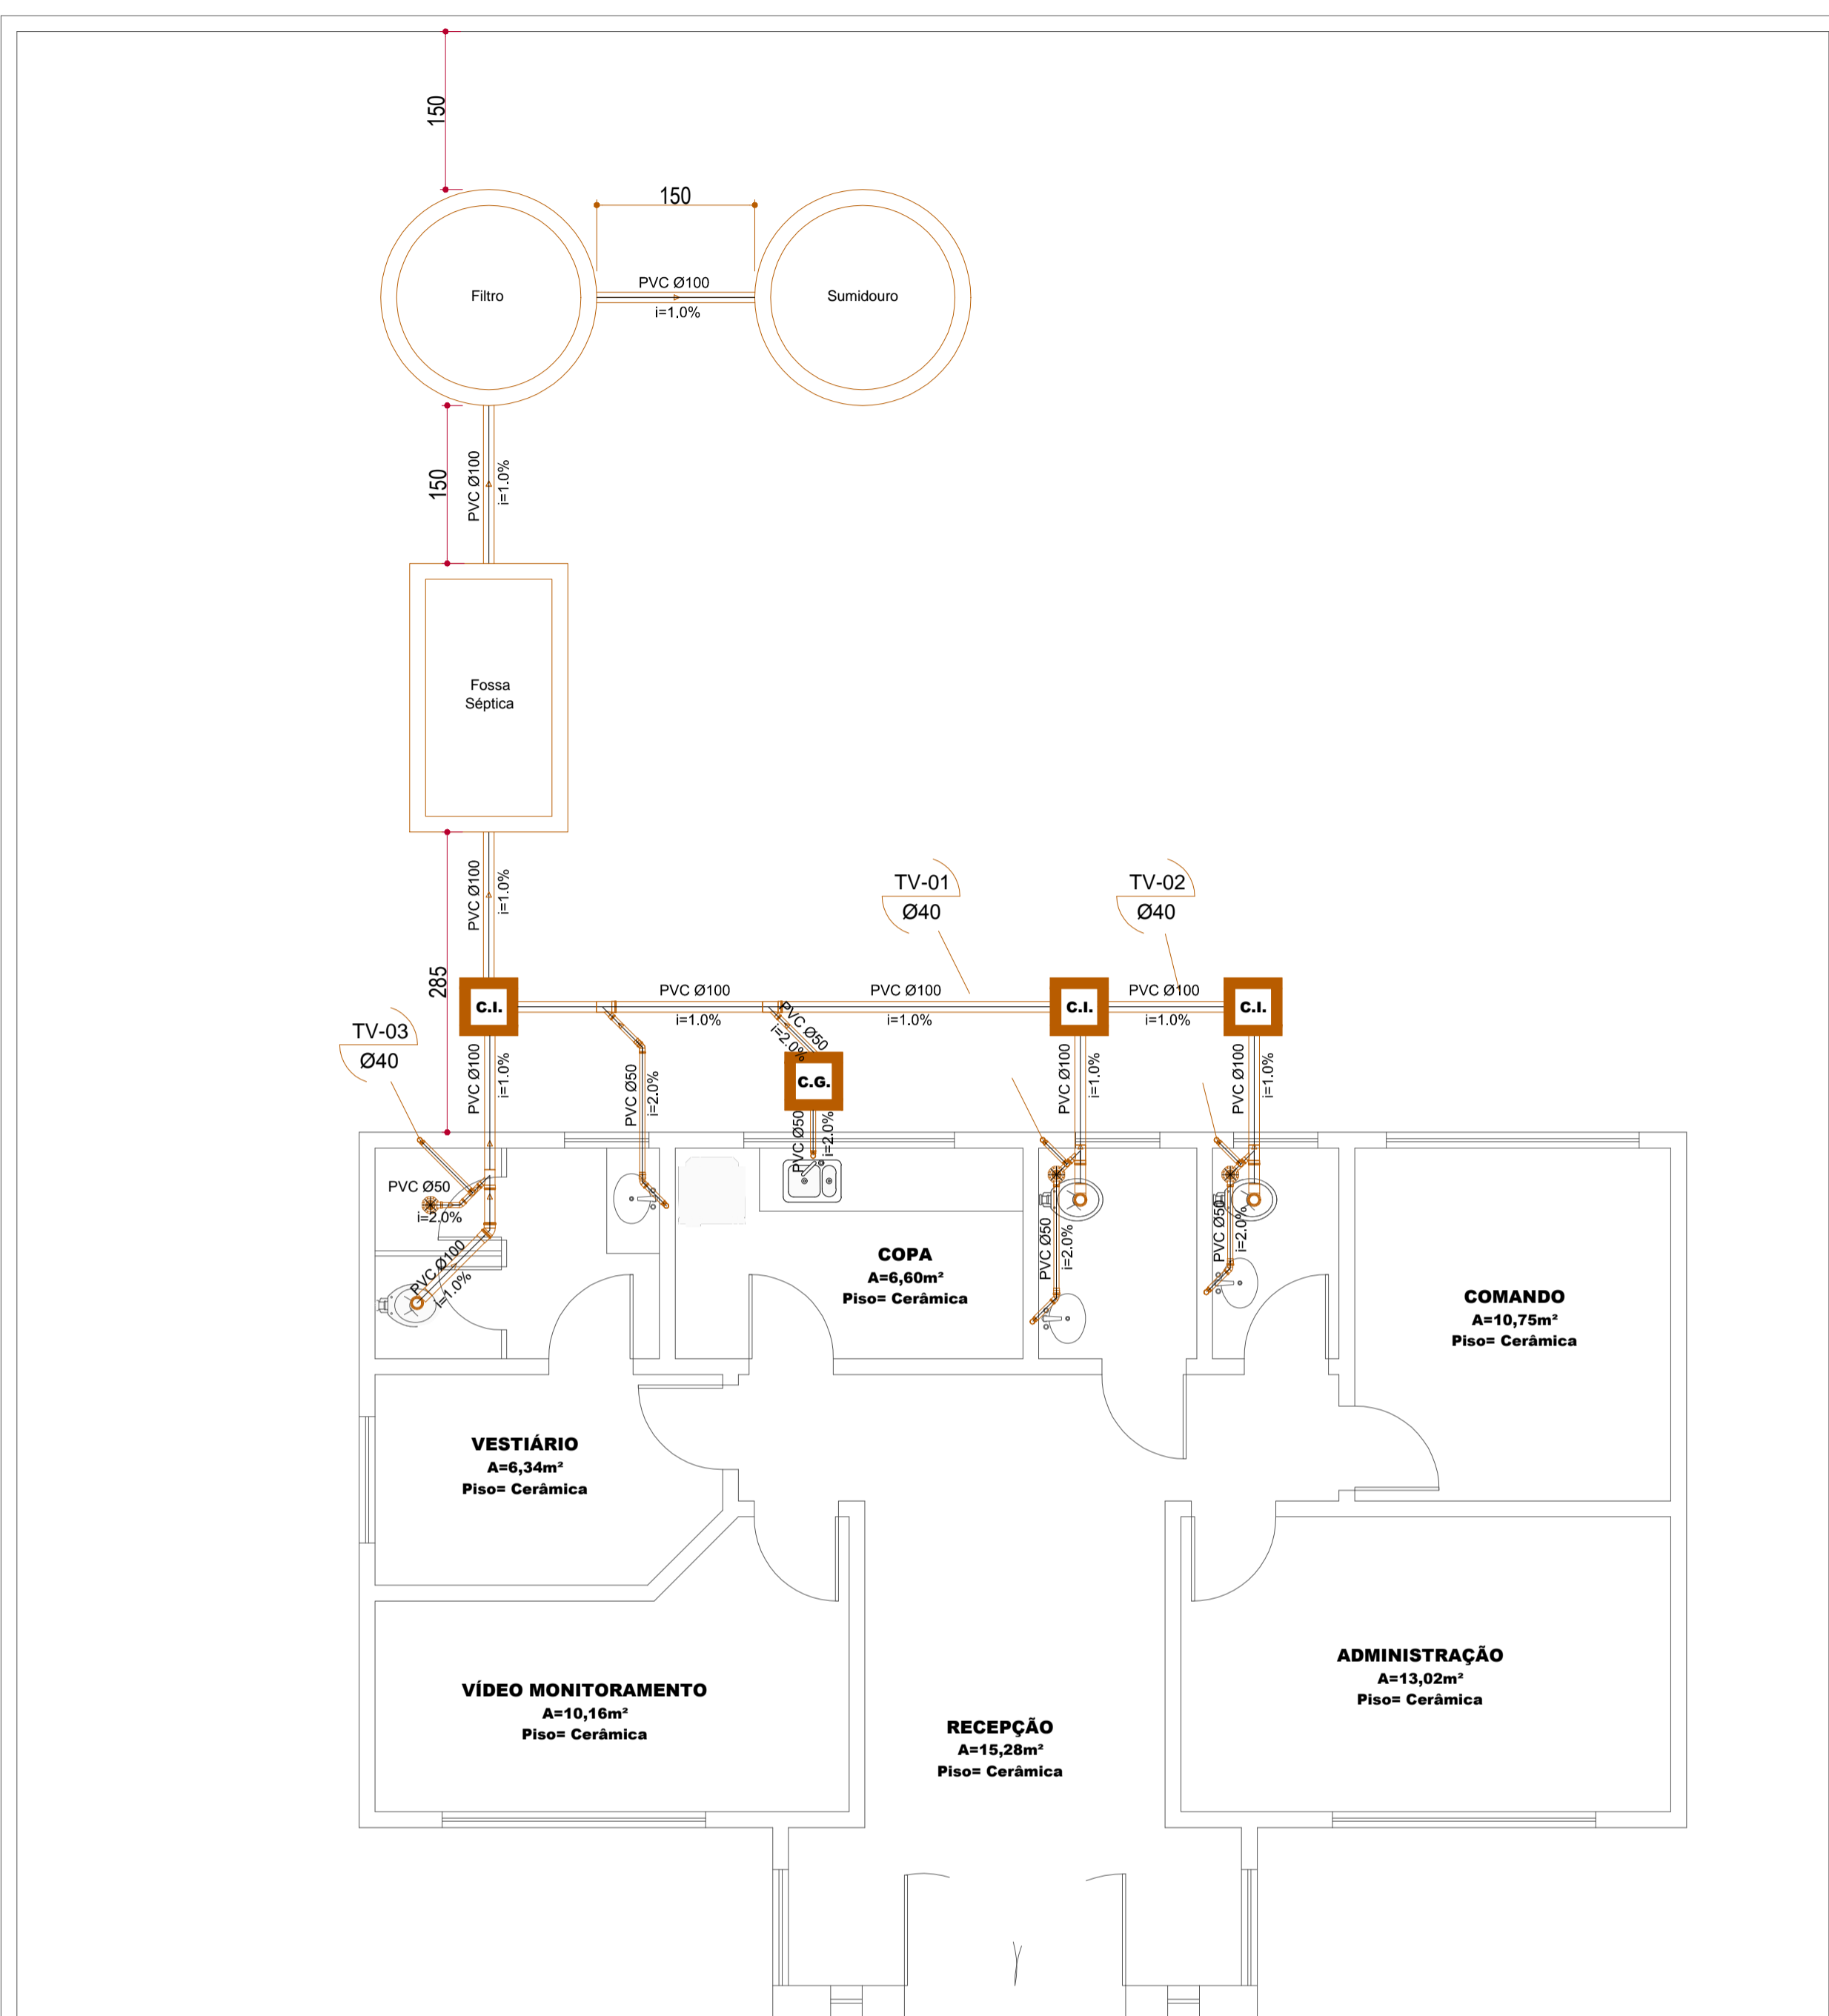 150
150
PVC Ø100
i=1.0%
Filtro
Sumidouro
150
PVC Ø100
i=1.0%
Fossa
Séptica
PVC Ø100
i=1.0%
285
TV-01
Ø40
TV-02
Ø40
C.I.
PVC Ø100
i=1.0%
PVC Ø100
i=1.0%
C.I.
PVC Ø100
i=1.0%
C.I.
PVC Ø50
i=2.0%
TV-03
Ø40
PVC Ø100
i=1.0%
PVC Ø50
i=2.0%
C.G.
PVC Ø50
i=2.0%
PVC Ø100
i=1.0%
PVC Ø100
i=1.0%
PVC Ø50
i=2.0%
PVC Ø100
i=1.0%
PVC Ø50
i=2.0%
PVC Ø50
i=2.0%
COPA
A=6,60m²
Piso= Cerâmica
COMANDO
A=10,75m²
Piso= Cerâmica
VESTIÁRIO
A=6,34m²
Piso= Cerâmica
VÍDEO MONITORAMENTO
A=10,16m²
Piso= Cerâmica
RECEPÇÃO
A=15,28m²
Piso= Cerâmica
ADMINISTRAÇÃO
A=13,02m²
Piso= Cerâmica